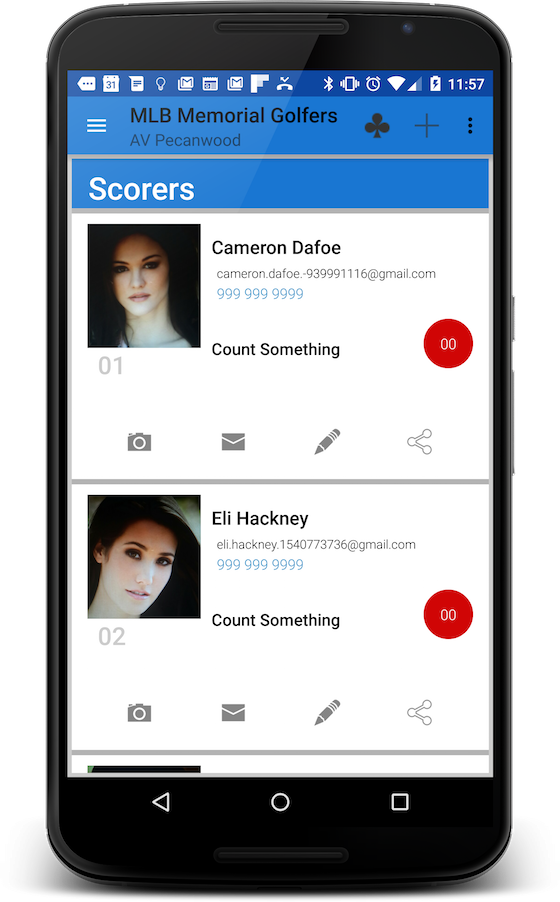 31
11:57
MLB Memorial Golfers
AV Pecanwood
Scorers
Cameron Dafoe
cameron.dafoe.-939991116@gmail.com
999 999 9999
Count Something
00
01
Eli Hackney
eli.hackney.1540773736@gmail.com
999 999 9999
Count Something
00
02